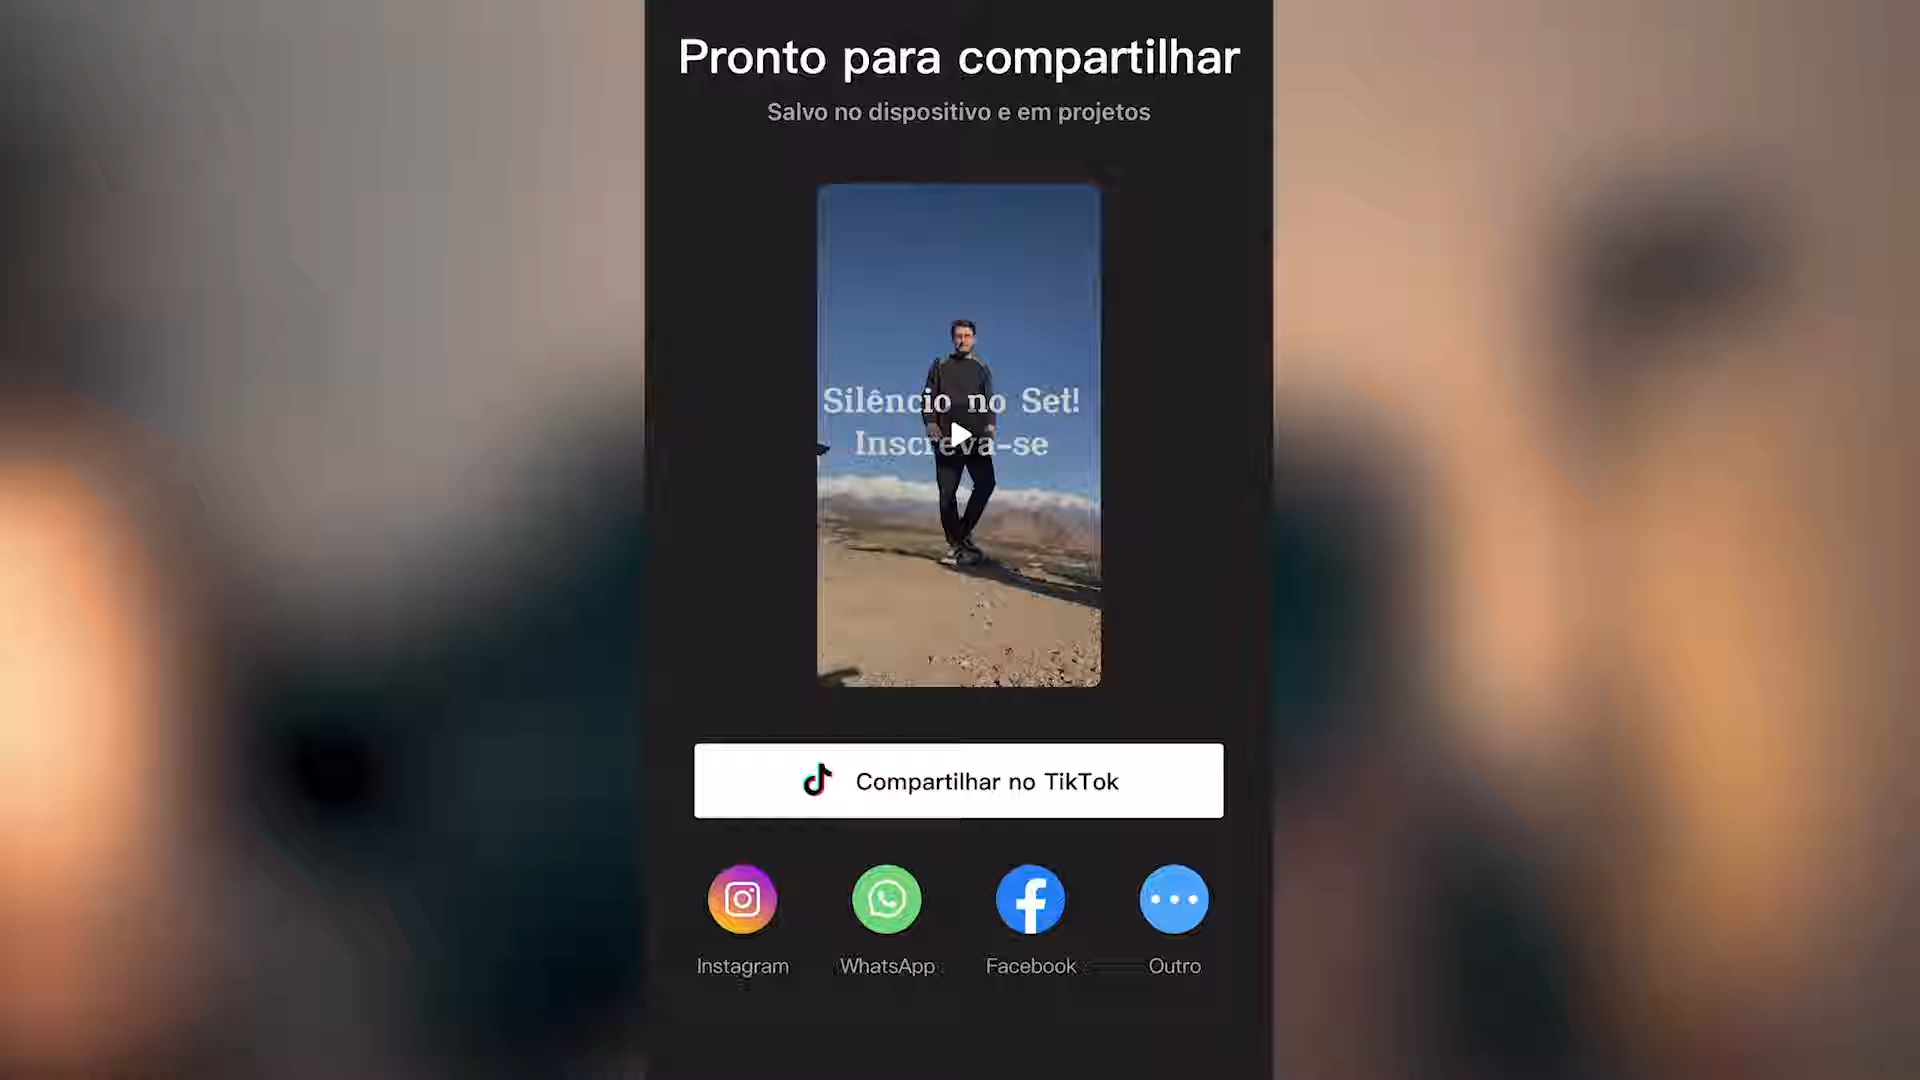 Pronto para compartilhar
Salvo no dispositivo e em projetos
Silêncio no Set!
Inscreva-se
Compartilhar no TikTok
Instagram
WhatsApp
Facebook
Outro